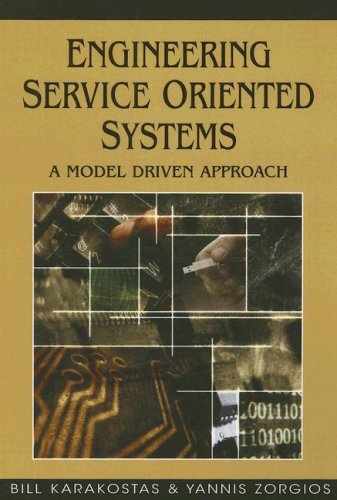 ENGINEERING
SERVICE ORIENTED
SYSTEMS
A MODEL DRIVEN APPROACH
BILL KARAKOSTAS & YANNIS ZORGIOS